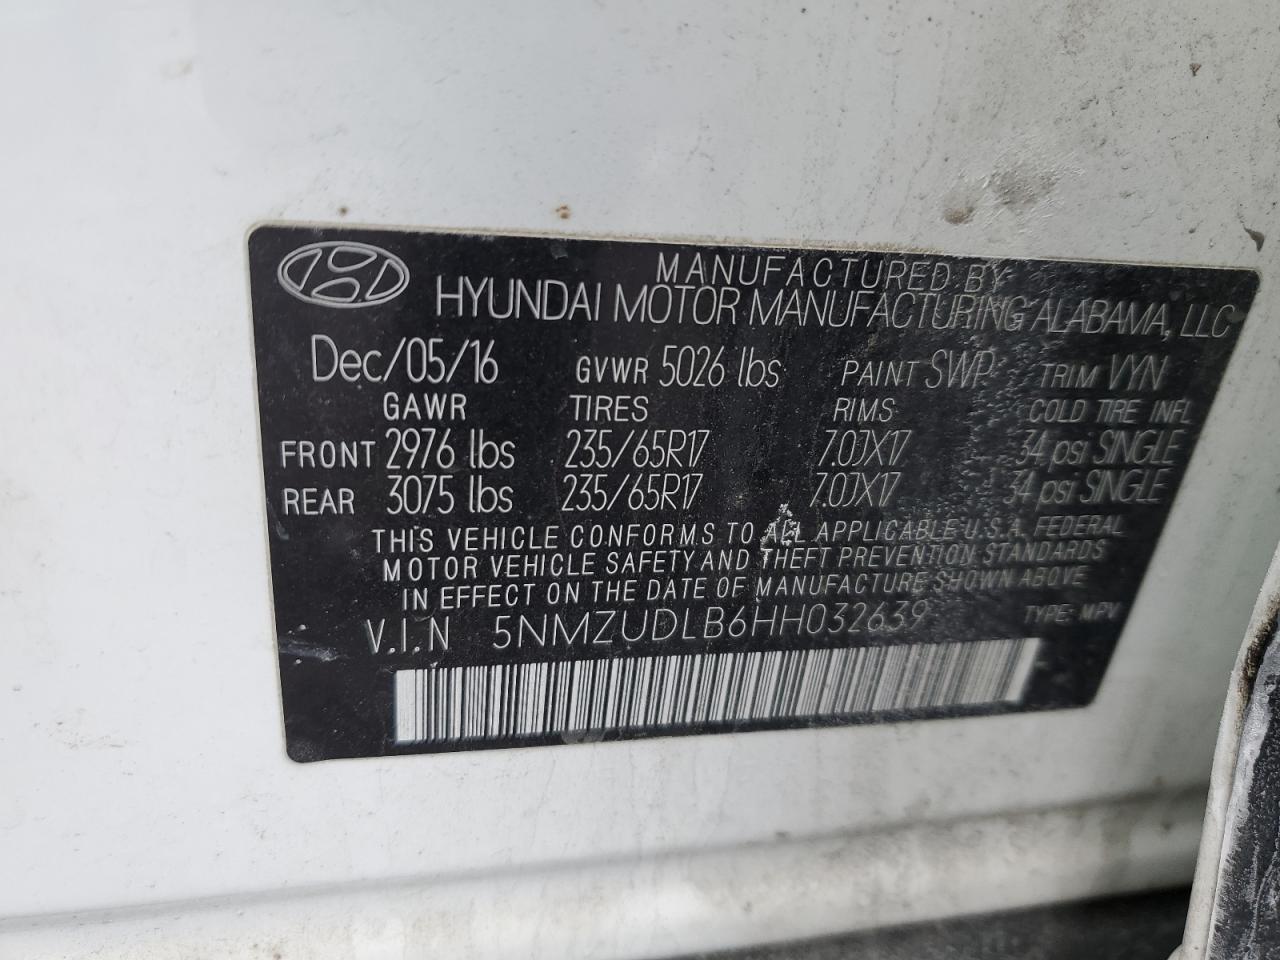 MANUFACTURED BY
HYUNDAI MOTOR MANUFACTURING ALABAMA, LLC
Dec/05/16 GVWR 5026 lbs PAINT SWP TRIM VYN
GAWR TIRES RIMS COLD TIRE INFL
FRONT 2976 lbs 235/65R17 7.0JX17 34 psi SINGLE
REAR 3075 lbs 235/65R17 7.0JX17 34 psi SINGLE
THIS VEHICLE CONFORMS TO ALL APPLICABLE U.S.A. FEDERAL
MOTOR VEHICLE SAFETY AND THEFT PREVENTION STANDARDS
IN EFFECT ON THE DATE OF MANUFACTURE SHOWN ABOVE
V.I.N 5NMZUDLB6HH032639 TYPE: MPV